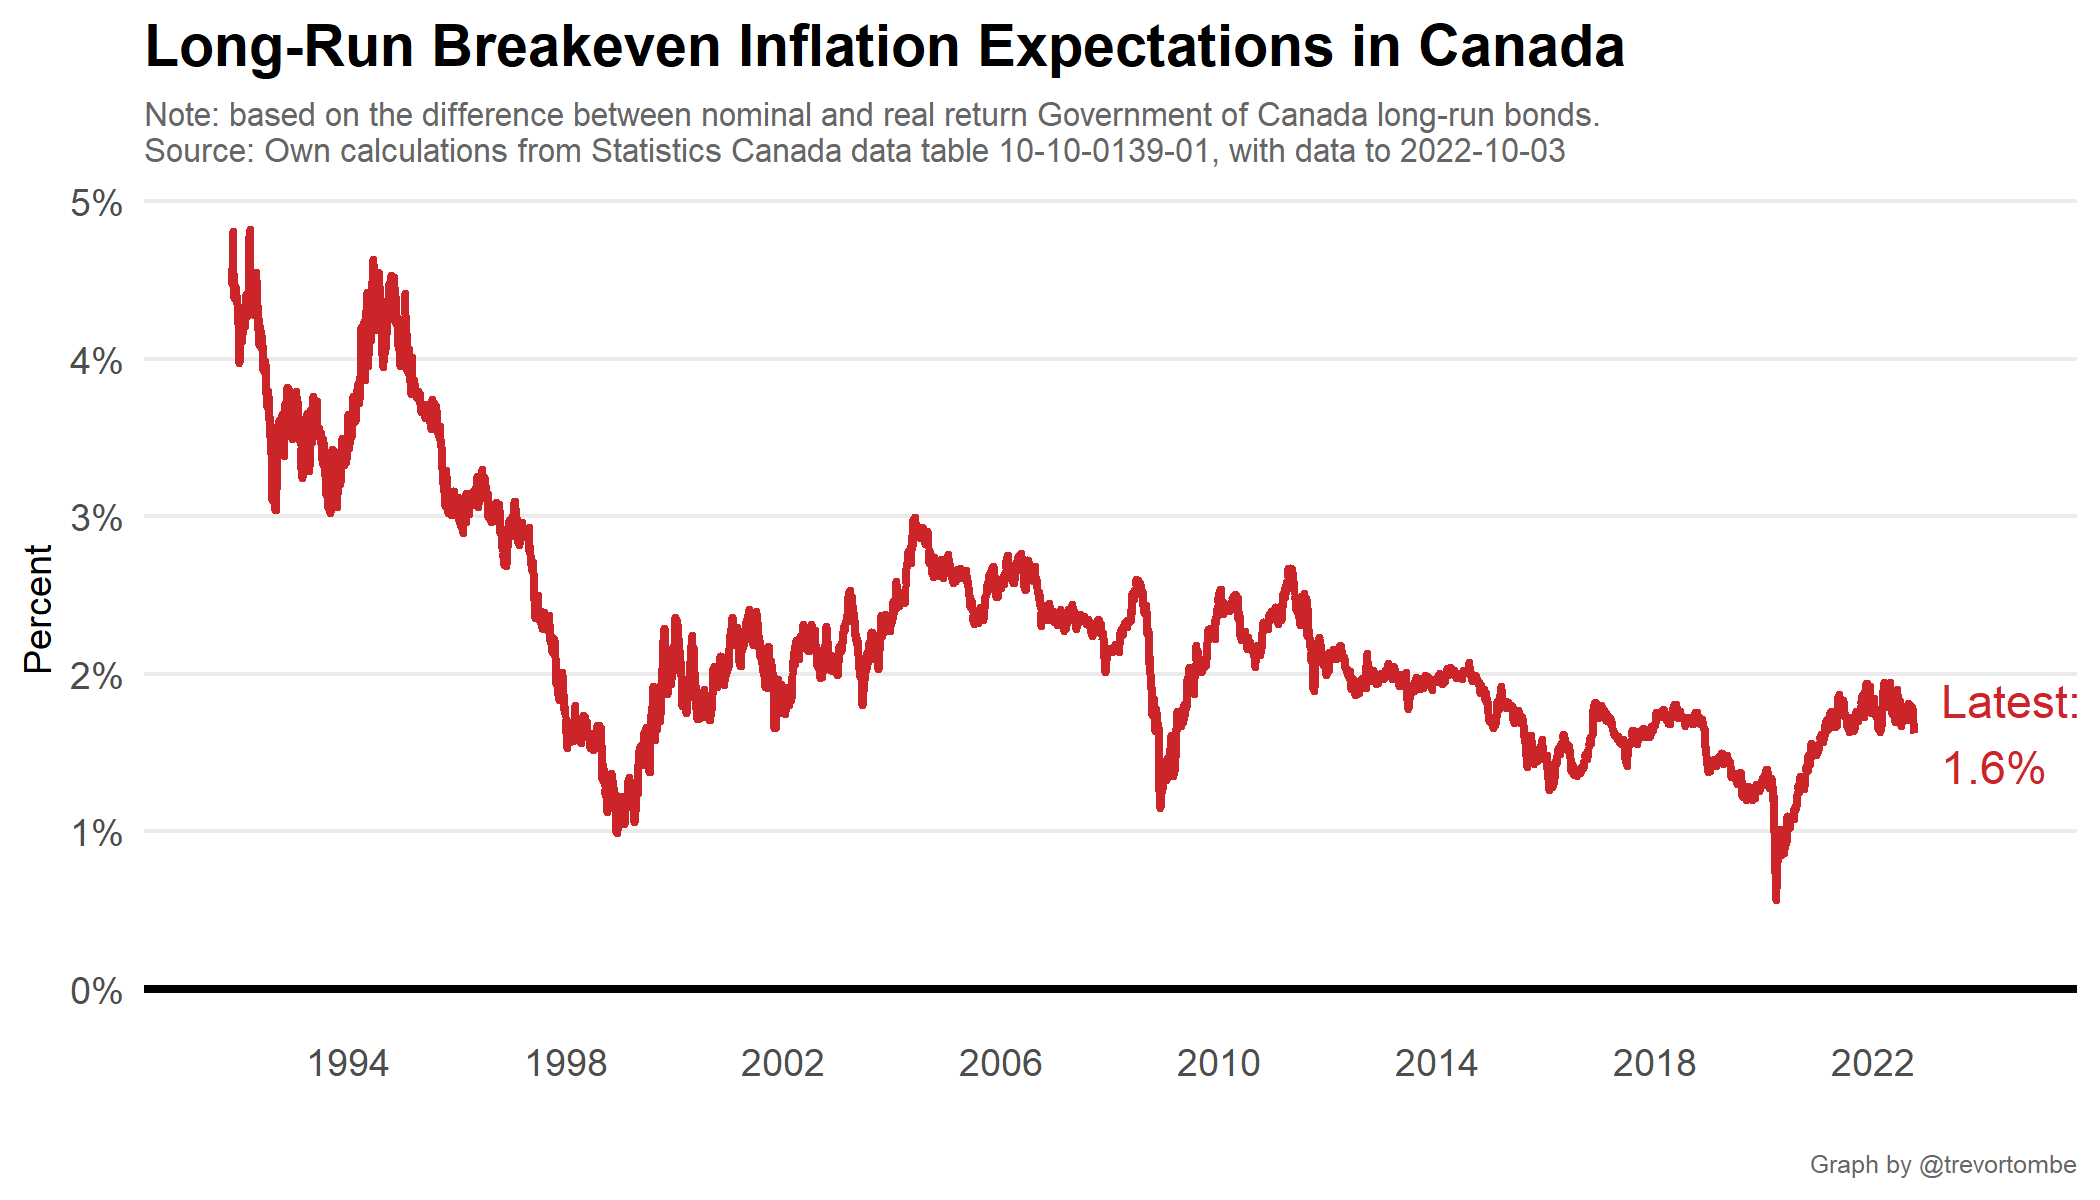 Long-Run Breakeven Inflation Expectations in Canada
Note: based on the difference between nominal and real return Government of Canada long-run bonds.
Source: Own calculations from Statistics Canada data table 10-10-0139-01, with data to 2022-10-03
5%
4%
3%
2%
1%
0%
Percent
Latest:
1.6%
1994 1998 2002 2006 2010 2014 2018 2022
Graph by @trevortombe